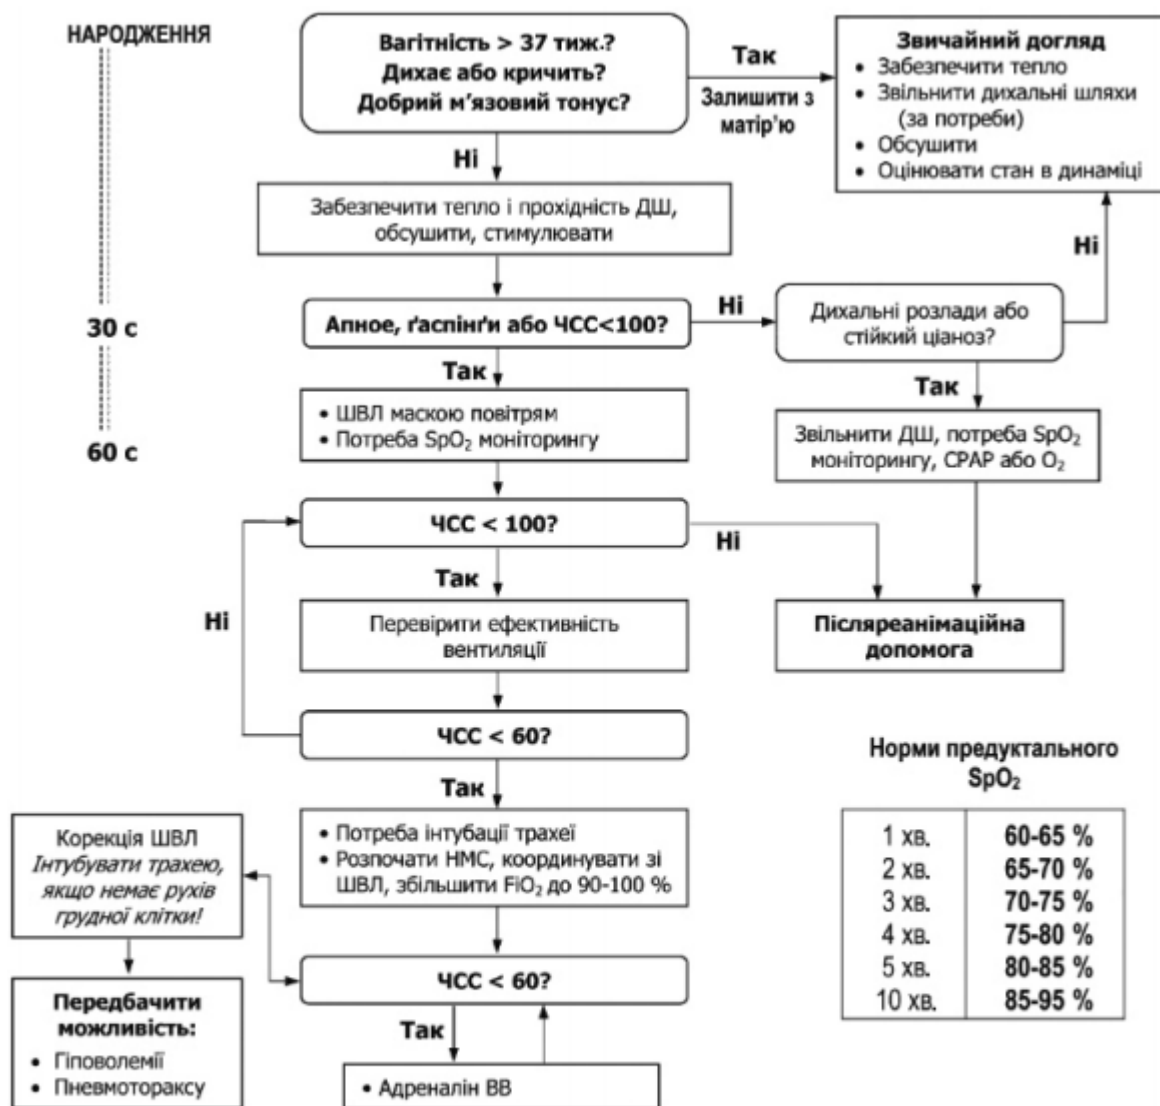 НАРОДЖЕННЯ
Вагітність > 37 тиж.?
Дихає або кричить?
Добрий м'язовий тонус?
Так
Залишити з
матір'ю
Звичайний догляд
• Забезпечити тепло
• Звільнити дихальні шляхи
(за потреби)
• Обсушити
• Оцінювати стан в динаміці
Ні
Забезпечити тепло і прохідність ДШ,
обсушити, стимулювати
Ні
30 с
Апное, ґаспінґи або ЧСС<100?
Ні
Дихальні розлади або
стійкий ціаноз?
Так
Так
• ШВЛ маскою повітрям
• Потреба SpO₂ моніторингу
60 с
Звільнити ДШ, потреба SpO₂
моніторингу, CPAP або O₂
ЧСС < 100?
Ні
Так
Ні
Перевірити ефективність
вентиляції
Післяреанімаційна
допомога
ЧСС < 60?
Так
Норми предуктального
SpO₂
1 хв. 60-65 %
2 хв. 65-70 %
3 хв. 70-75 %
4 хв. 75-80 %
5 хв. 80-85 %
10 хв. 85-95 %
Корекція ШВЛ
Інтубувати трахею,
якщо немає рухів
грудної клітки!
• Потреба інтубації трахеї
• Розпочати НМС, координувати зі
ШВЛ, збільшити FiO₂ до 90-100 %
ЧСС < 60?
Передбачити
можливість:
• Гіповолемії
• Пневмотораксу
Так
• Адреналін ВВ